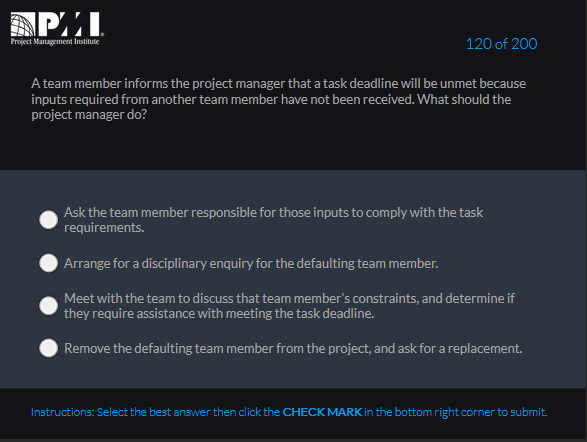 PMI.
Project Management Institute
120 of 200
A team member informs the project manager that a task deadline will be unmet because
inputs required from another team member have not been received. What should the
project manager do?
Ask the team member responsible for those inputs to comply with the task
requirements.
Arrange for a disciplinary enquiry for the defaulting team member.
Meet with the team to discuss that team member's constraints, and determine if
they require assistance with meeting the task deadline.
Remove the defaulting team member from the project, and ask for a replacement.
Instructions: Select the best answer then click the CHECK MARK in the bottom right corner to submit.